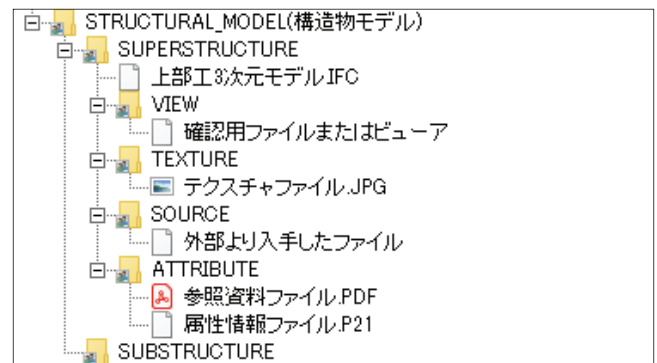 STRUCTURAL_MODEL(構造物モデル)
SUPERSTRUCTURE
上部工3次元モデル.IFC
VIEW
確認用ファイルまたはビューア
TEXTURE
テクスチャファイル.JPG
SOURCE
外部より入手したファイル
ATTRIBUTE
参照資料ファイル.PDF
属性情報ファイル.P21
SUBSTRUCTURE